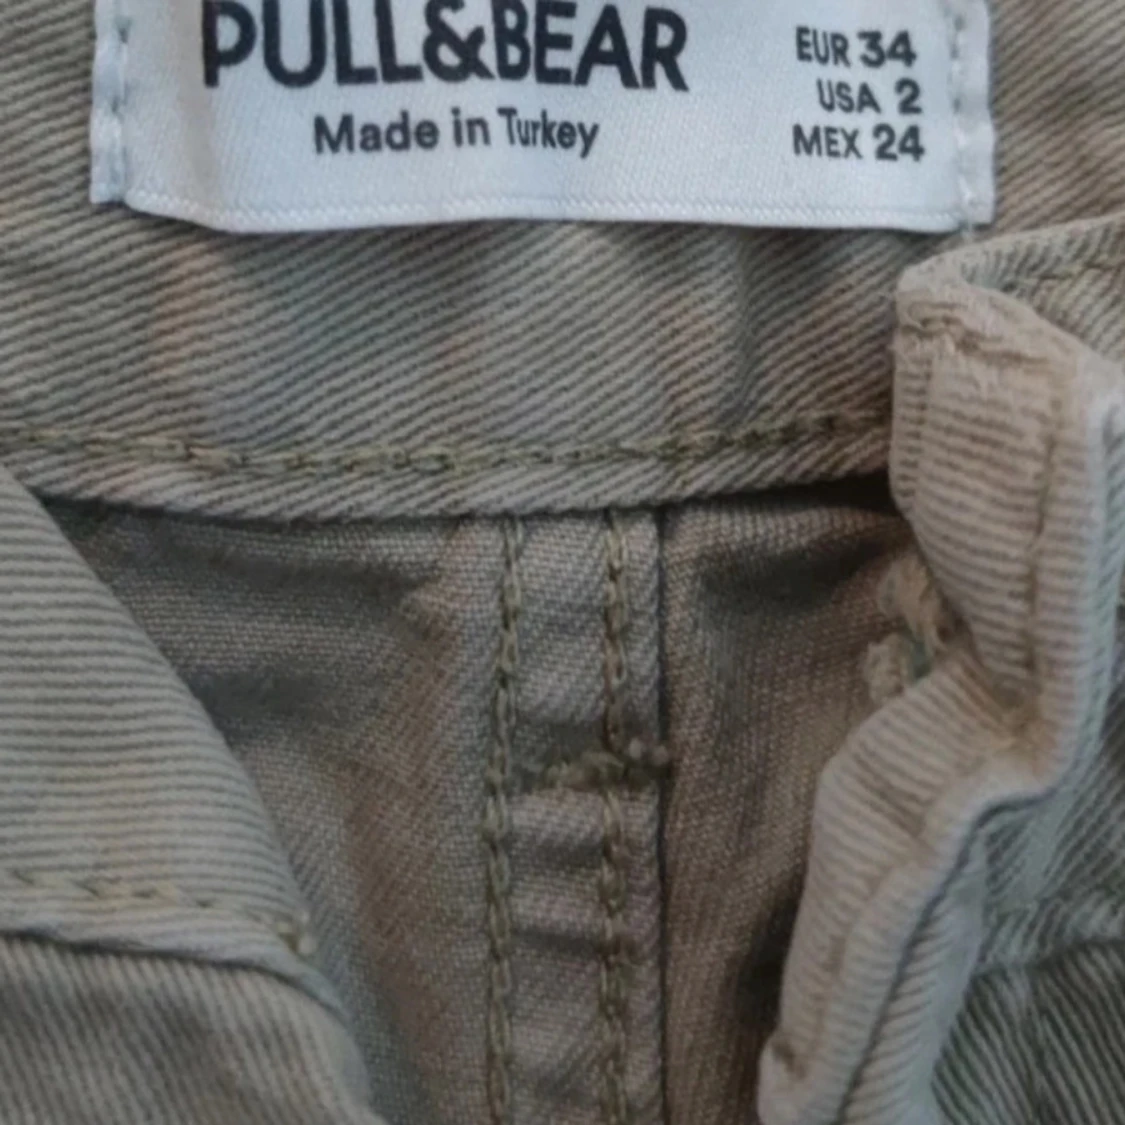 PULL&BEAR
Made in Turkey
EUR 34
USA 2
MEX 24